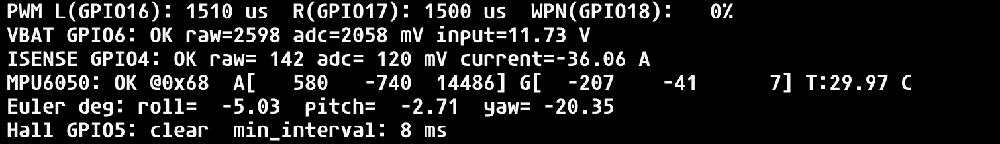 PWM L(GPIO16): 1510 us  R(GPIO17): 1500 us  WPN(GPIO18):   0%
VBAT GPIO6: OK raw=2598 adc=2058 mV input=11.73 V
ISENSE GPIO4: OK raw= 142 adc= 120 mV current=-36.06 A
MPU6050: OK @0x68  A[   580   -740  14486] G[  -207    -41      7] T:29.97 C
Euler deg: roll=  -5.03  pitch=  -2.71  yaw= -20.35
Hall GPIO5: clear  min_interval: 8 ms